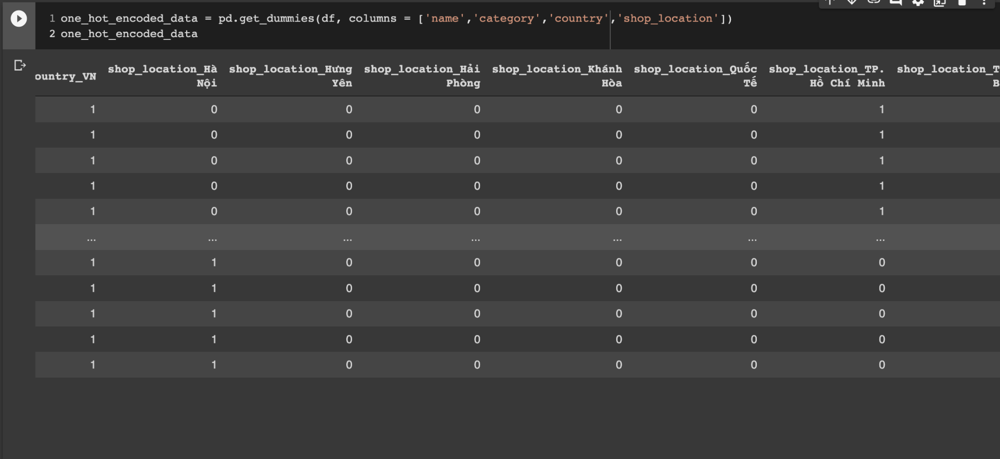 1 one_hot_encoded_data = pd.get_dummies(df, columns = ['name','category','country','shop_location'])
2 one_hot_encoded_data
ountry_VN shop_location_Hà Nội shop_location_Hưng Yên shop_location_Hải Phòng shop_location_Khánh Hòa shop_location_Quốc Tế shop_location_TP. Hồ Chí Minh shop_location_T B
1 0 0 0 0 0 1
1 0 0 0 0 0 1
1 0 0 0 0 0 1
1 0 0 0 0 0 1
1 0 0 0 0 0 1
... ... ... ... ... ... ...
1 1 0 0 0 0 0
1 1 0 0 0 0 0
1 1 0 0 0 0 0
1 1 0 0 0 0 0
1 1 0 0 0 0 0